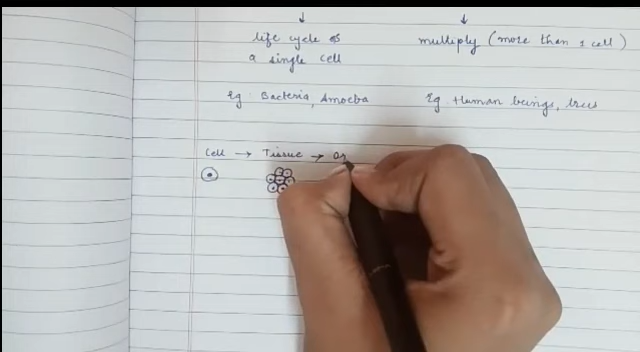 ↓ ↓
life cycle of multiply (more than 1 cell)
a single cell
Eg. Bacteria, Amoeba Eg. Human beings, trees
Cell → Tissue → Or